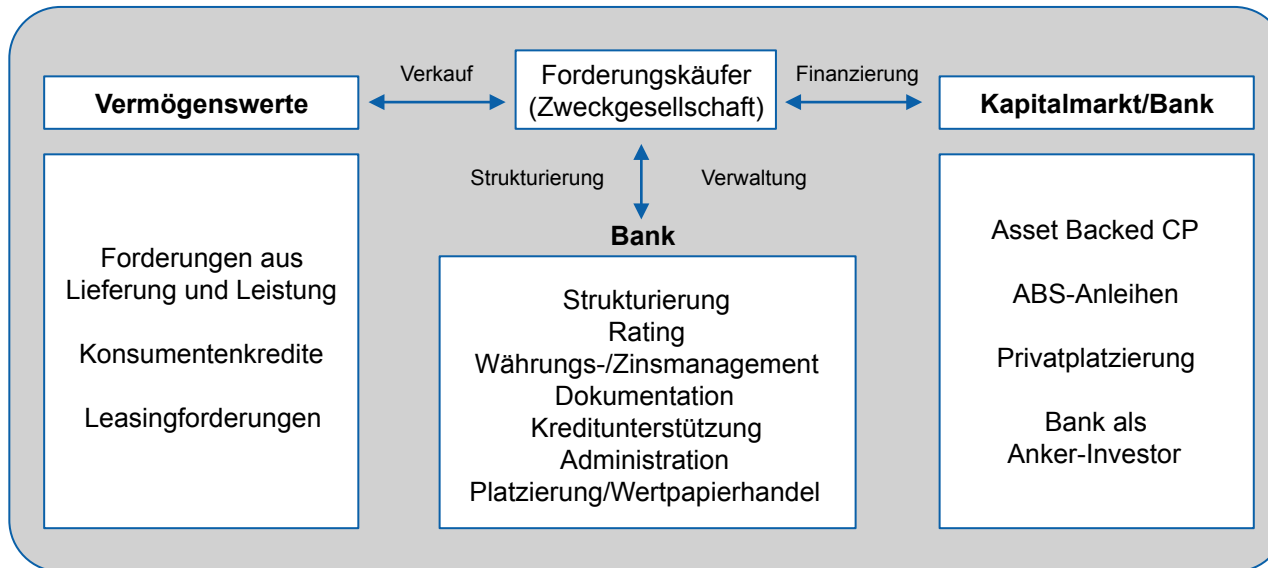 Vermögenswerte
Verkauf
Forderungskäufer
(Zweckgesellschaft)
Finanzierung
Kapitalmarkt/Bank
Forderungen aus
Lieferung und Leistung
Konsumentenkredite
Leasingforderungen
Strukturierung
Verwaltung
Bank
Strukturierung
Rating
Währungs-/Zinsmanagement
Dokumentation
Kreditunterstützung
Administration
Platzierung/Wertpapierhandel
Asset Backed CP
ABS-Anleihen
Privatplatzierung
Bank als
Anker-Investor